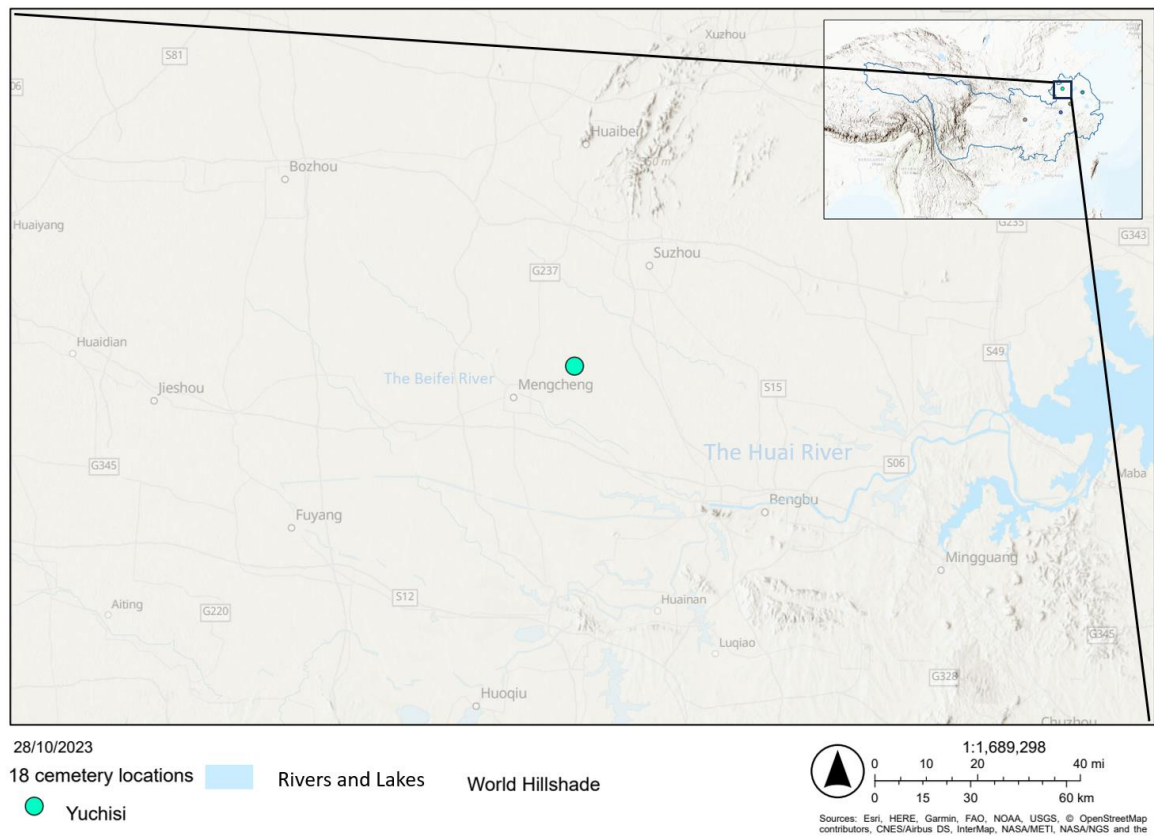 Xuzhou
S81
06
Huaibei
60 m
Bozhou
Huaiyang
G235
G343
Suzhou
G237
Huaidian
S49
The Beifei River
Mengcheng
Jieshou
S15
The Huai River
G345
S06
Maba
Bengbu
Fuyang
Mingguang
S12
Huainan
Aiting
G220
G345
Luqiao
G328
Huoqiu
Chuzhou
28/10/2023
18 cemetery locations
Rivers and Lakes
World Hillshade
Yuchisi
1:1,689,298
0 10 20 40 mi
0 15 30 60 km
Sources: Esri, HERE, Garmin, FAO, NOAA, USGS, © OpenStreetMap
contributors, CNES/Airbus DS, InterMap, NASA/METI, NASA/NGS and the